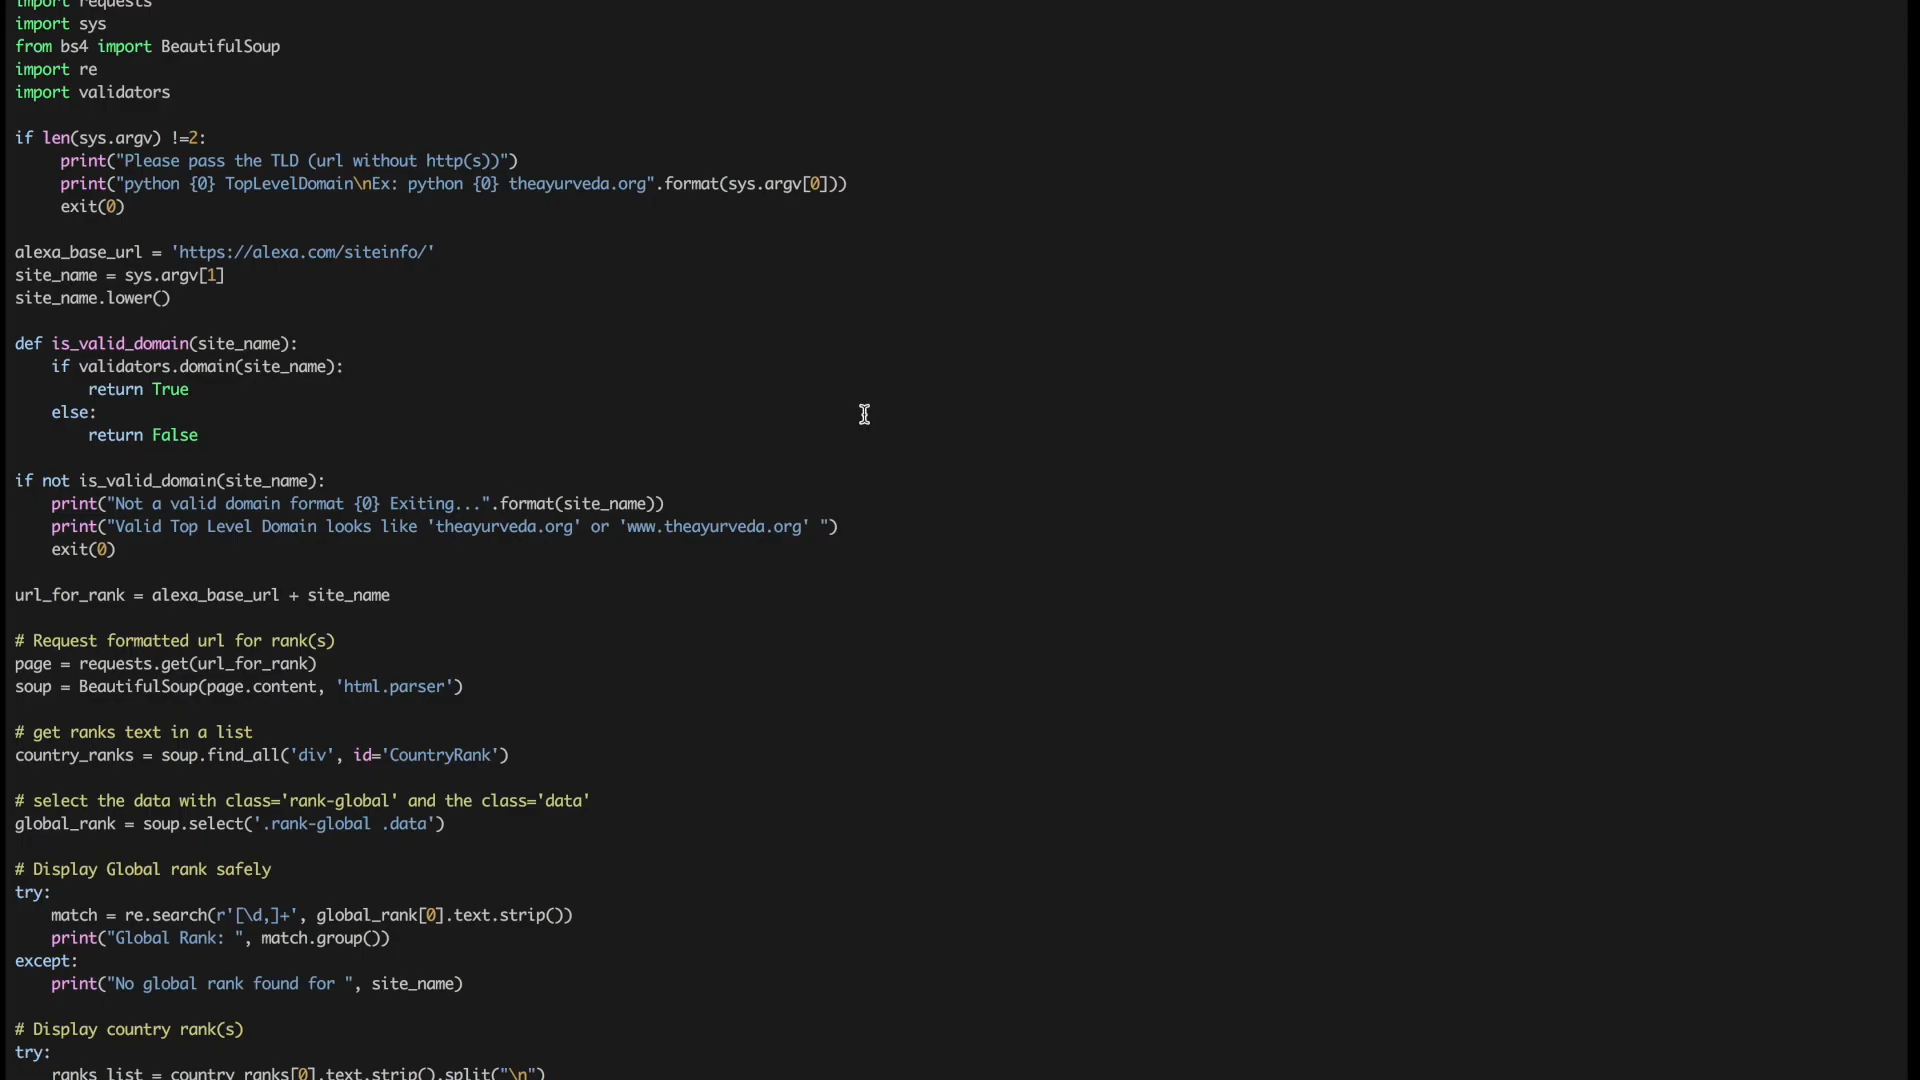 import requests
import sys
from bs4 import BeautifulSoup
import re
import validators
if len(sys.argv) !=2:
print("Please pass the TLD (url without http(s))")
print("python {0} TopLevelDomain\nEx: python {0} theayurveda.org".format(sys.argv[0]))
exit(0)
alexa_base_url = 'https://alexa.com/siteinfo/'
site_name = sys.argv[1]
site_name.lower()
def is_valid_domain(site_name):
if validators.domain(site_name):
return True
else:
return False
if not is_valid_domain(site_name):
print("Not a valid domain format {0} Exiting...".format(site_name))
print("Valid Top Level Domain looks like 'theayurveda.org' or 'www.theayurveda.org' ")
exit(0)
url_for_rank = alexa_base_url + site_name
# Request formatted url for rank(s)
page = requests.get(url_for_rank)
soup = BeautifulSoup(page.content, 'html.parser')
# get ranks text in a list
country_ranks = soup.find_all('div', id='CountryRank')
# select the data with class='rank-global' and the class='data'
global_rank = soup.select('.rank-global .data')
# Display Global rank safely
try:
match = re.search(r'[\d,]+', global_rank[0].text.strip())
print("Global Rank: ", match.group())
except:
print("No global rank found for ", site_name)
# Display country rank(s)
try:
ranks_list = country_ranks[0].text.strip().split("\n")